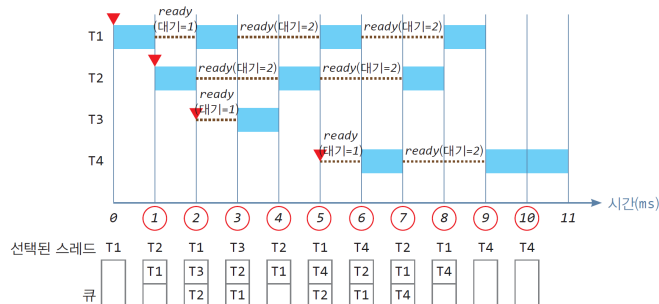 ready
T1 (대기=1) ready(대기=2) ready(대기=2)
T2 ready(대기=2) ready(대기=2)
ready
T3 (대기=1)
ready
T4 (대기=1) ready(대기=2)
0 1 2 3 4 5 6 7 8 9 10 11 시간(ms)
선택된 스레드 T1 T2 T1 T3 T2 T1 T4 T2 T1 T4 T4
T1 T3 T2 T1 T4 T2 T1 T4
큐 T2 T1 T2 T1 T4